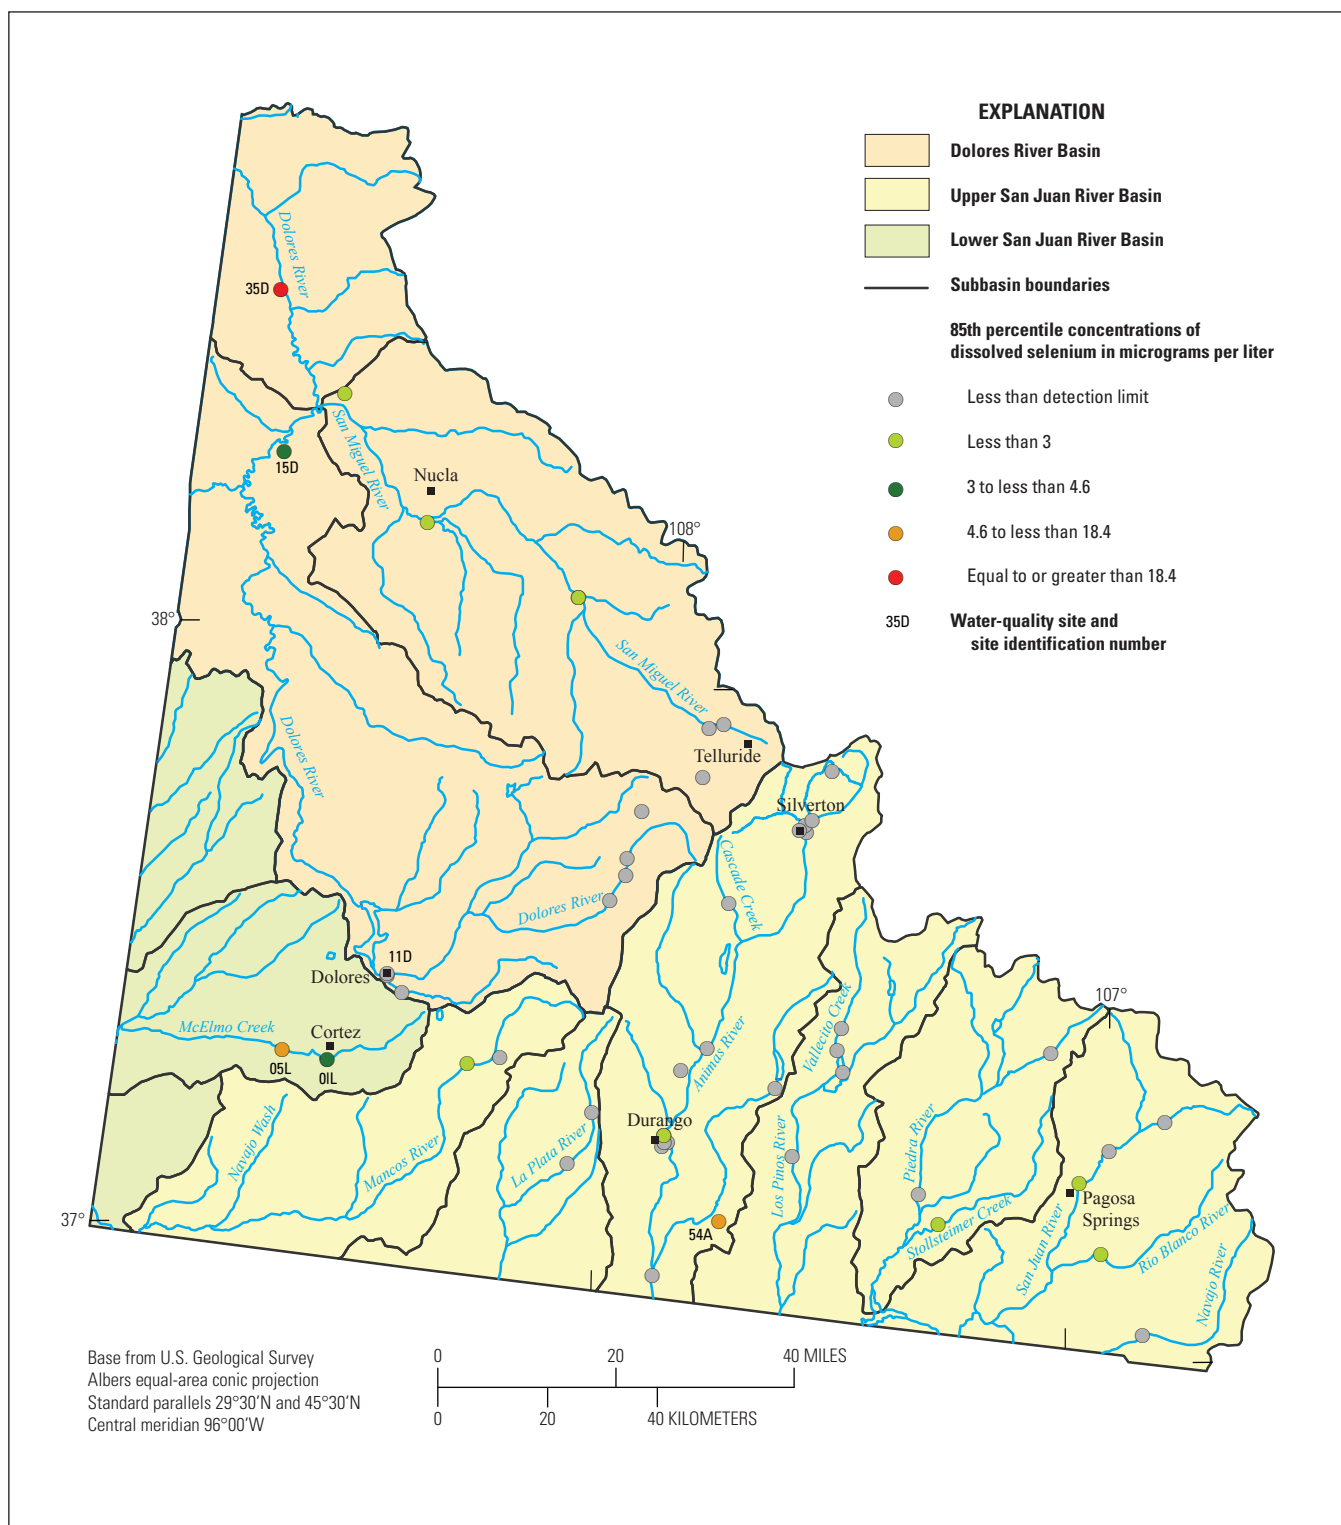 EXPLANATION
Dolores River Basin
Upper San Juan River Basin
Lower San Juan River Basin
Subbasin boundaries
85th percentile concentrations of
dissolved selenium in micrograms per liter
Less than detection limit
Less than 3
3 to less than 4.6
4.6 to less than 18.4
Equal to or greater than 18.4
35D
Water-quality site and
site identification number
Dolores River
35D
San Miguel River
15D
Nucla
108°
38°
San Miguel River
Dolores River
Telluride
Silverton
Cascade Creek
Dolores River
11D
Dolores
107°
McElmo Creek
Cortez
05L
01L
Vallecito Creek
Animas River
Navajo Wash
Mancos River
La Plata River
Durango
Los Pinos River
Piedra River
Stollsteimer Creek
54A
Pagosa
Springs
San Juan River
Rio Blanco River
Navajo River
37°
Base from U.S. Geological Survey
Albers equal-area conic projection
Standard parallels 29°30'N and 45°30'N
Central meridian 96°00'W
0 20 40 MILES
0 20 40 KILOMETERS